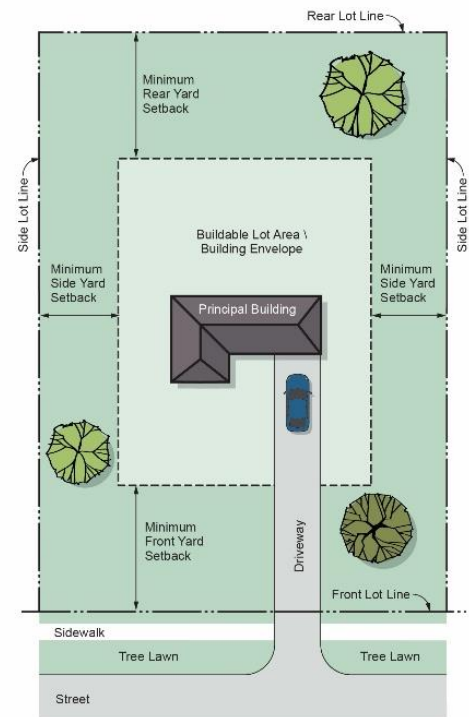 Rear Lot Line
Minimum
Rear Yard
Setback
Side Lot Line
Side Lot Line
Buildable Lot Area \
Building Envelope
Minimum
Side Yard
Setback
Minimum
Side Yard
Setback
Principal Building
Minimum
Front Yard
Setback
Driveway
Front Lot Line
Sidewalk
Tree Lawn
Tree Lawn
Street